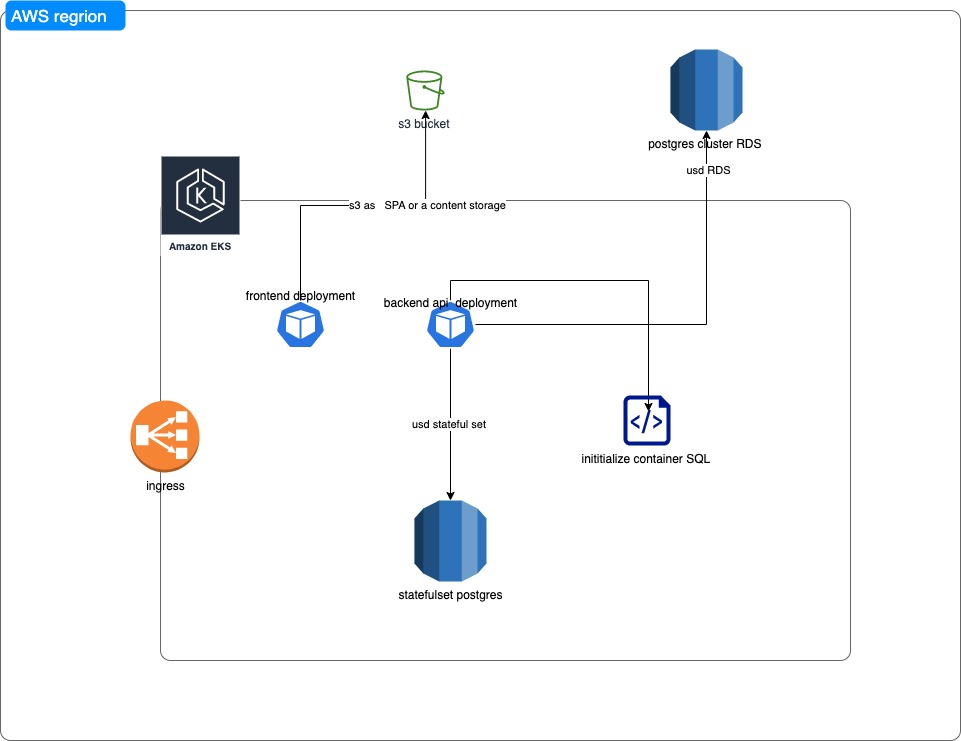 AWS regrion
s3 bucket
postgres cluster RDS
usd RDS
K
Amazon EKS
s3 as   SPA or a content storage
frontend deployment
backend api  deployment
</>
usd stateful set
inititialize container SQL
ingress
statefulset postgres